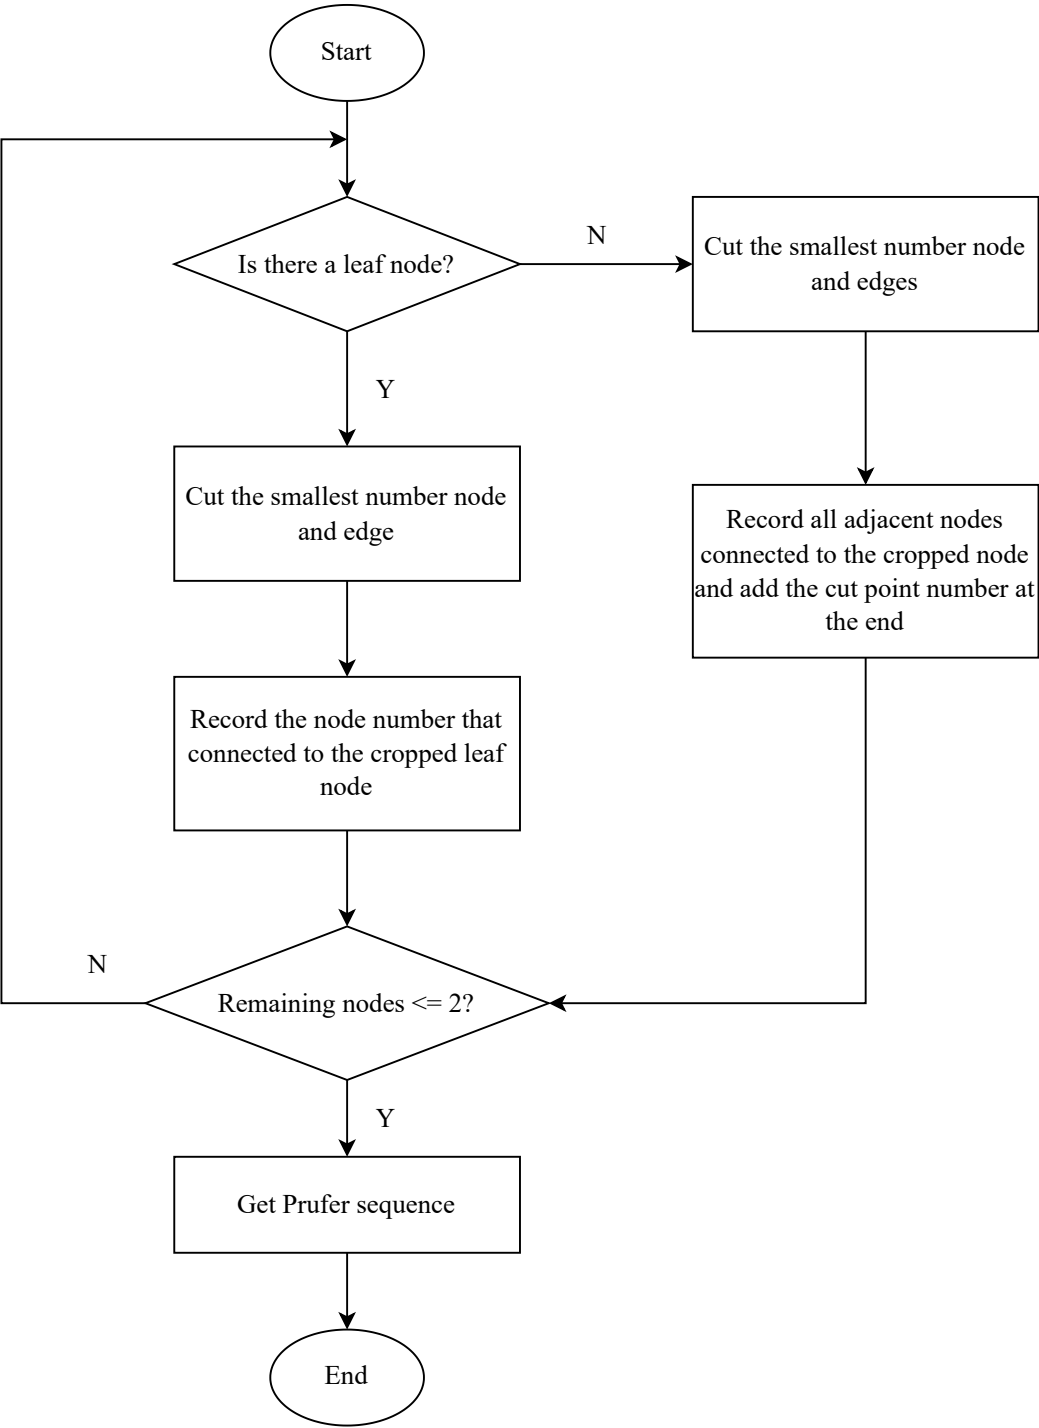 Start
Is there a leaf node?
N
Cut the smallest number node
and edges
Y
Cut the smallest number node
and edge
Record all adjacent nodes
connected to the cropped node
and add the cut point number at
the end
Record the node number that
connected to the cropped leaf
node
N
Remaining nodes <= 2?
Y
Get Prufer sequence
End